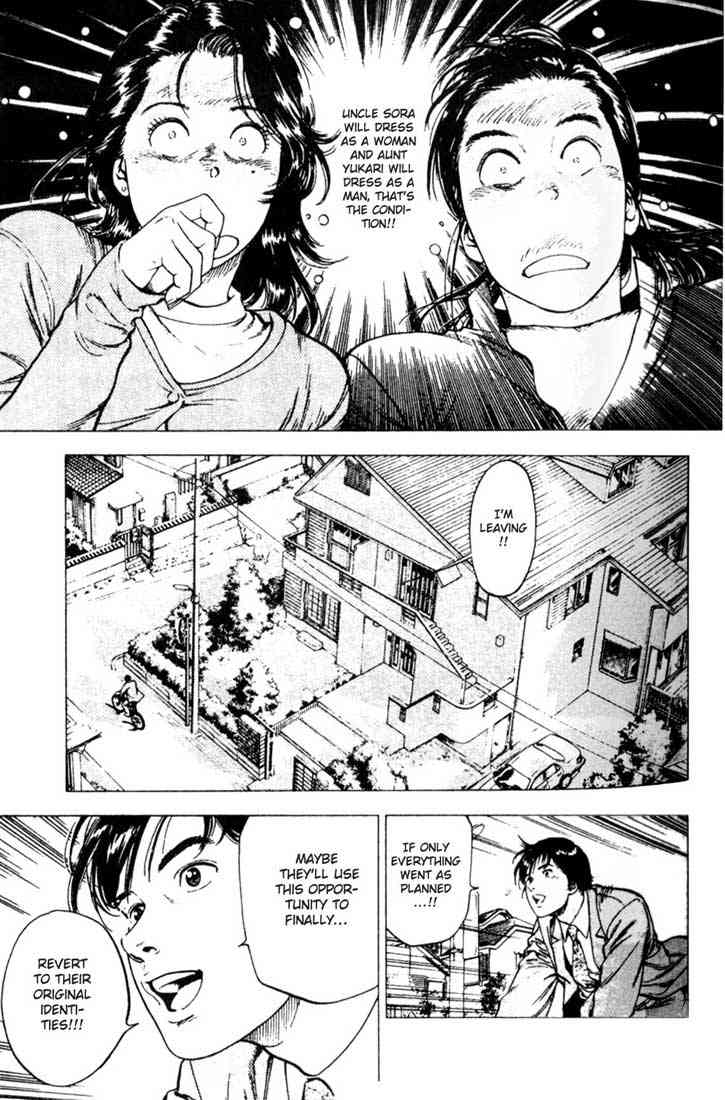 UNCLE SORA
WILL DRESS
AS A WOMAN
AND AUNT
YUKARI WILL
DRESS AS A
MAN, THAT'S
THE CONDI-
TION!!
I'M
LEAVING
!!
IF ONLY
EVERYTHING
WENT AS
PLANNED
...!!
MAYBE
THEY'LL USE
THIS OPPOR-
TUNITY TO
FINALLY...
REVERT
TO THEIR
ORIGINAL
IDENTI-
TIES!!!